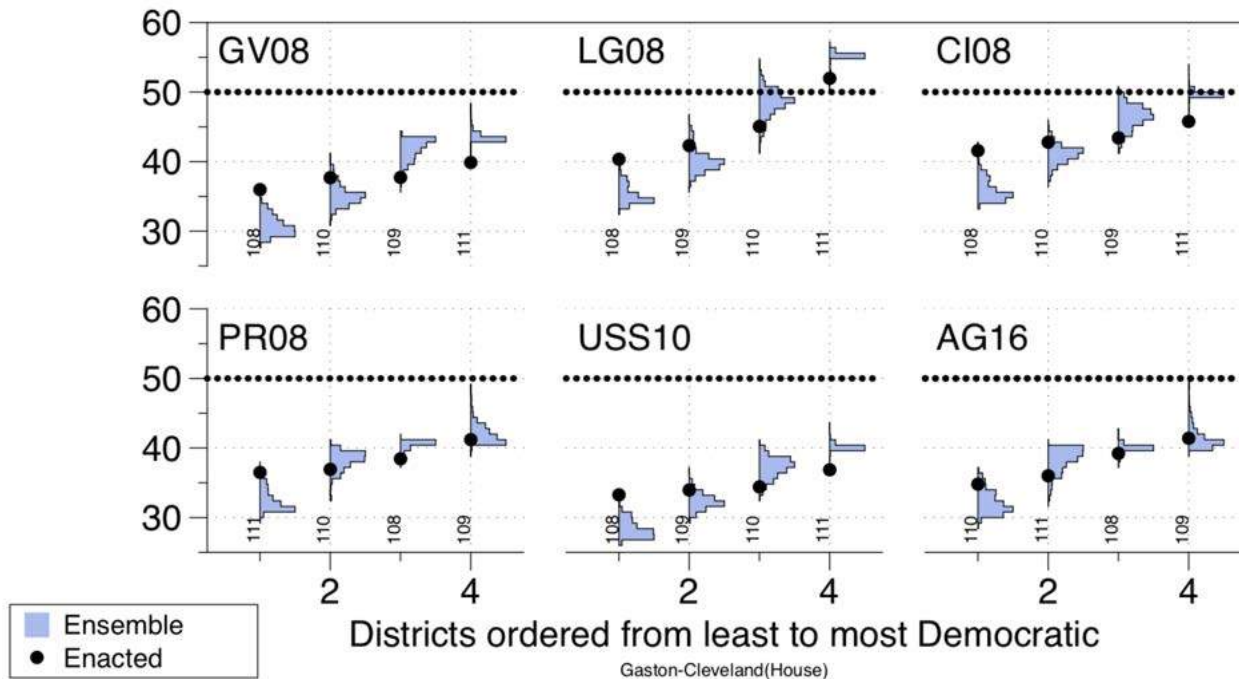 60
GV08 LG08 CI08
50
40
30
108 110 109 111 108 109 110 111 108 110 109 111
60
PR08 USS10 AG16
50
40
30
111 110 108 109 108 109 110 111 110 111 108 109
2 4 2 4 2 4
Ensemble
Enacted
Districts ordered from least to most Democratic
Gaston-Cleveland(House)